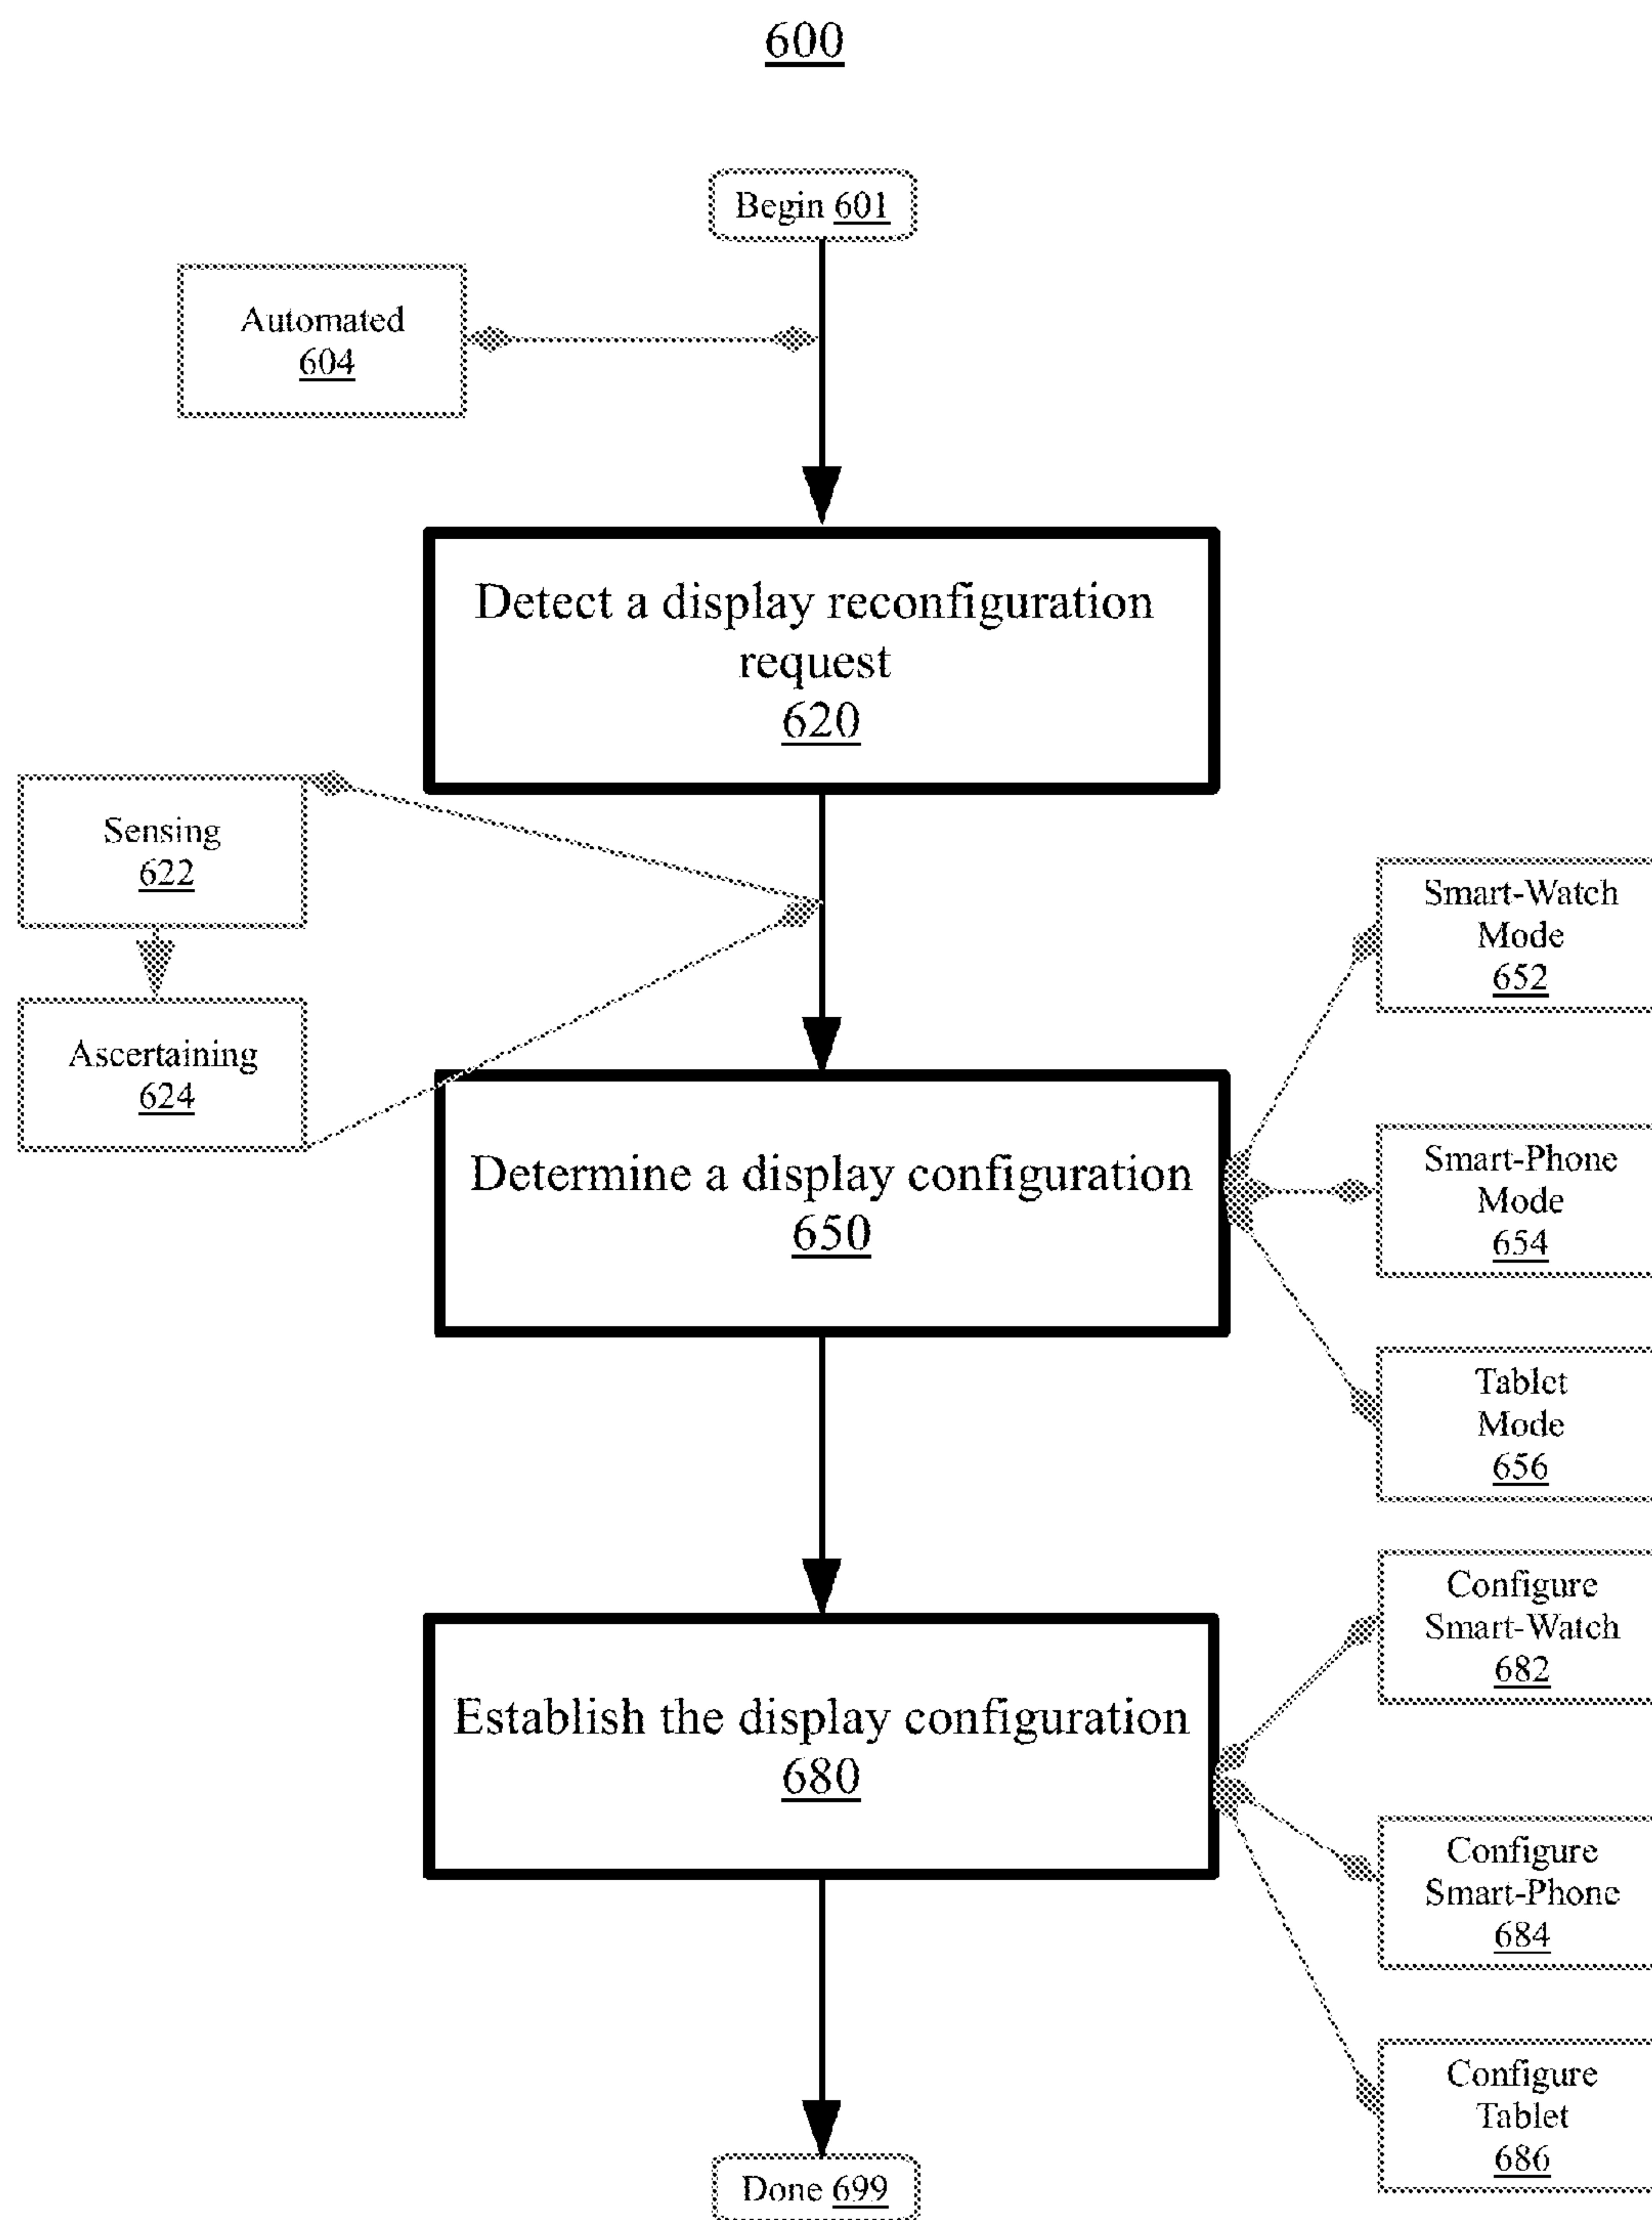 600
Begin 601
Automated
604
Detect a display reconfiguration
request
620
Sensing
622
Ascertaining
624
Smart-Watch
Mode
652
Determine a display configuration
650
Smart-Phone
Mode
654
Tablet
Mode
656
Establish the display configuration
680
Configure
Smart-Watch
682
Configure
Smart-Phone
684
Configure
Tablet
686
Done 699